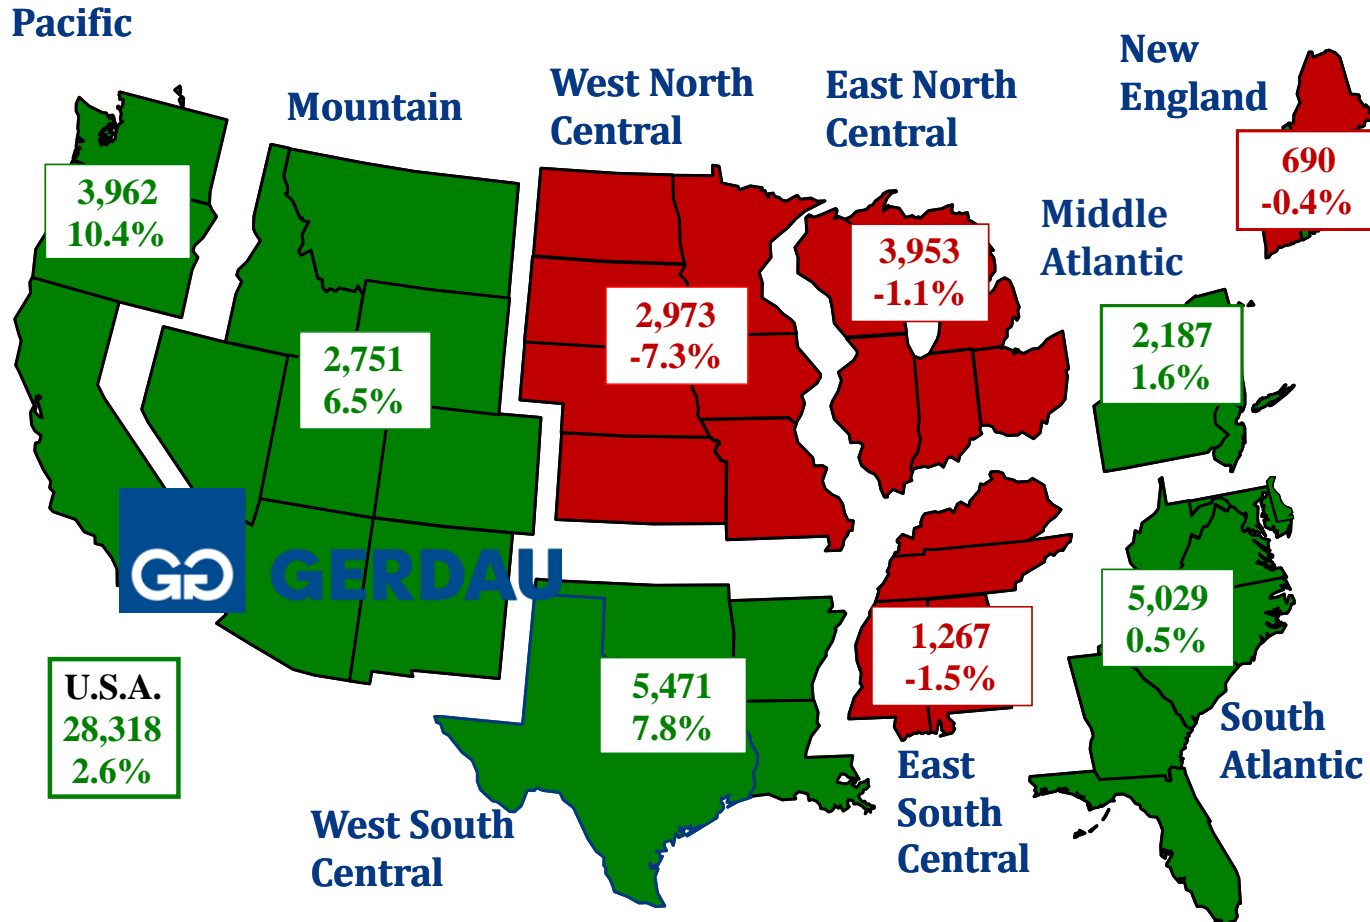 Pacific
Mountain
West North
Central
East North
Central
New
England
Middle
Atlantic
3,962
10.4%
2,751
6.5%
2,973
-7.3%
3,953
-1.1%
690
-0.4%
2,187
1.6%
GG GERDAU
U.S.A.
28,318
2.6%
5,471
7.8%
1,267
-1.5%
5,029
0.5%
West South
Central
East
South
Central
South
Atlantic